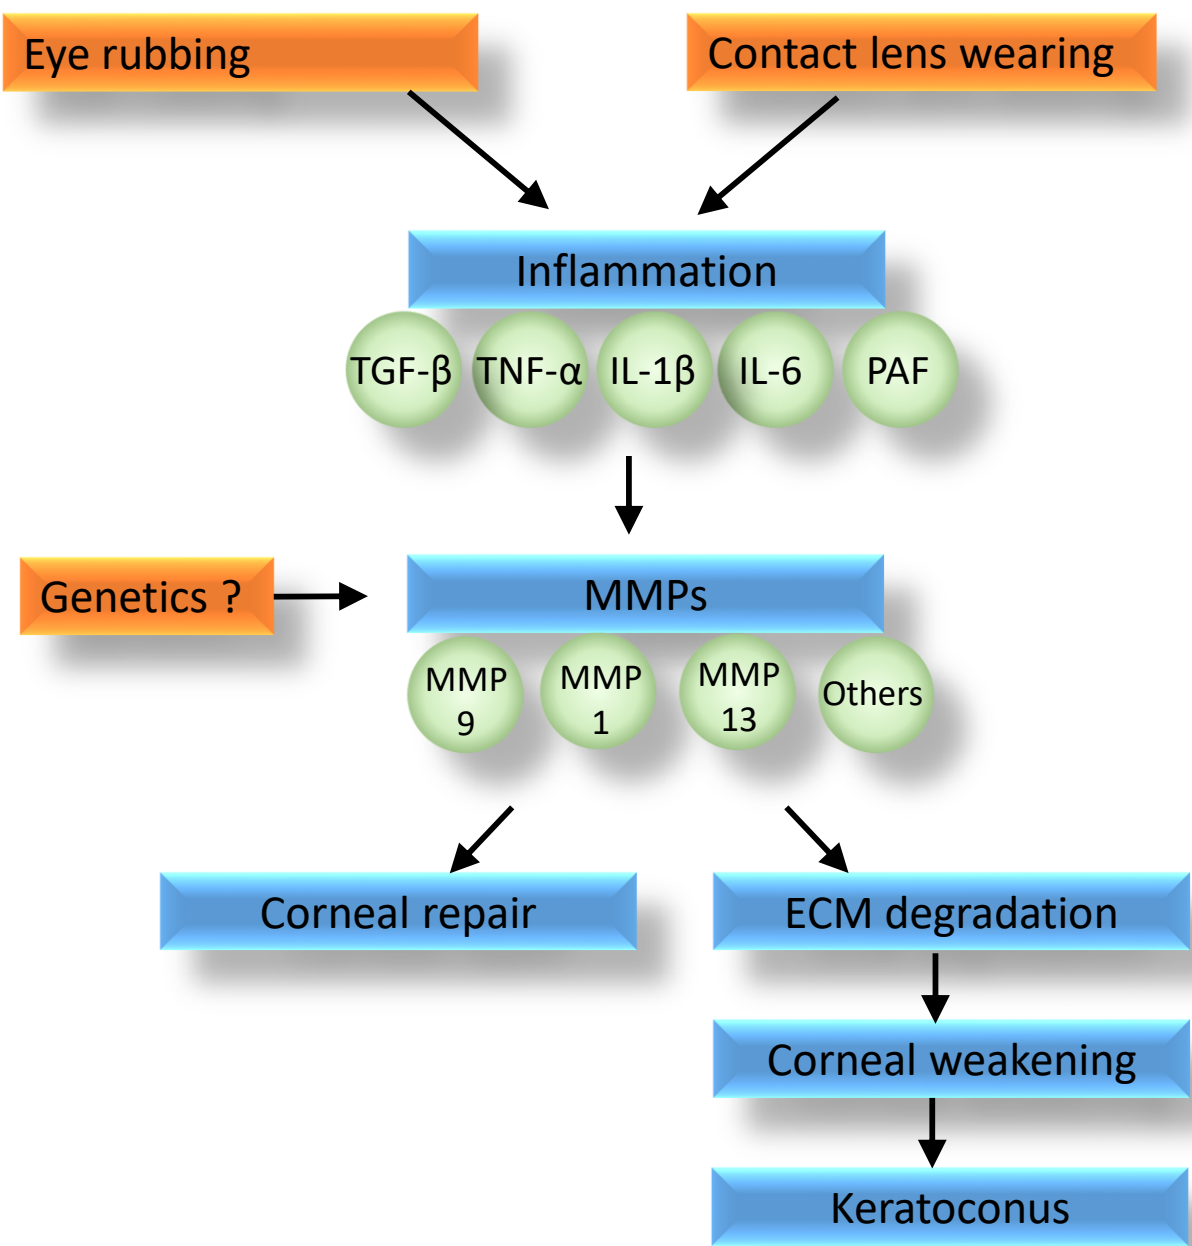 Eye rubbing
Contact lens wearing
Inflammation
TGF-β
TNF-α
IL-1β
IL-6
PAF
Genetics ?
MMPs
MMP
9
MMP
1
MMP
13
Others
Corneal repair
ECM degradation
Corneal weakening
Keratoconus